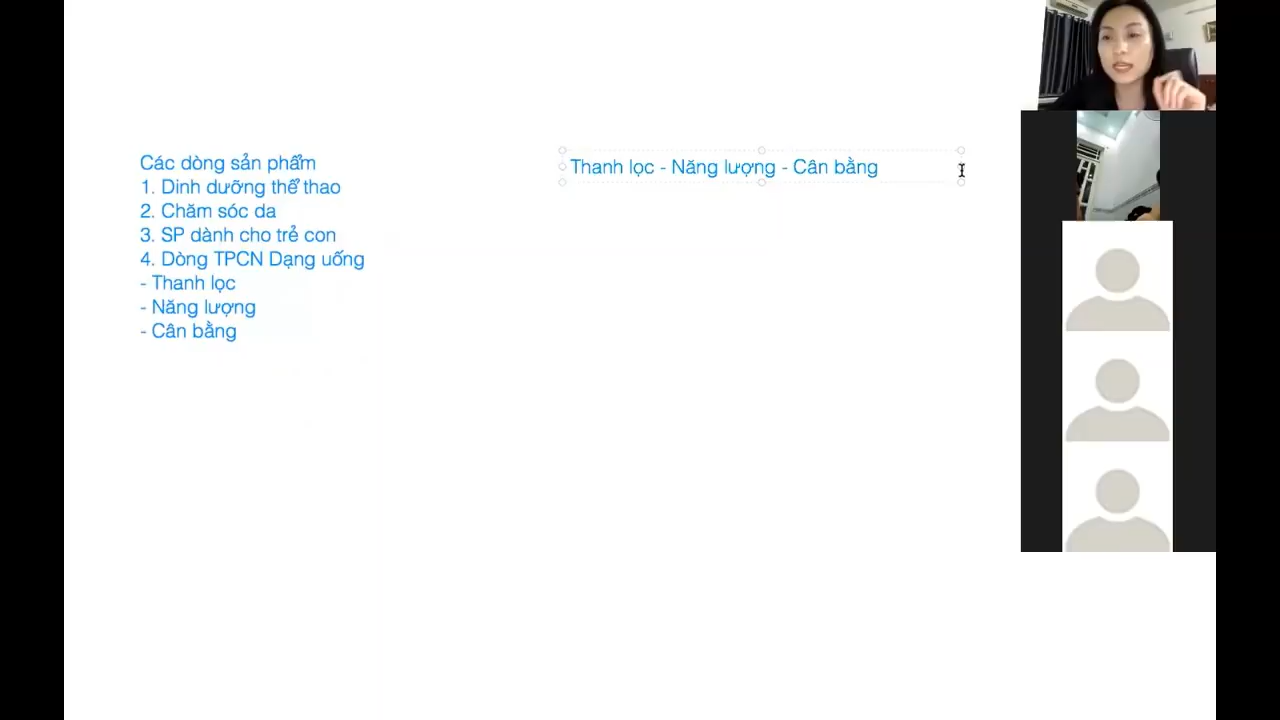 Các dòng sản phẩm
1. Dinh dưỡng thể thao
2. Chăm sóc da
3. SP dành cho trẻ con
4. Dòng TPCN Dạng uống
- Thanh lọc
- Năng lượng
- Cân bằng
Thanh lọc - Năng lượng - Cân bằng